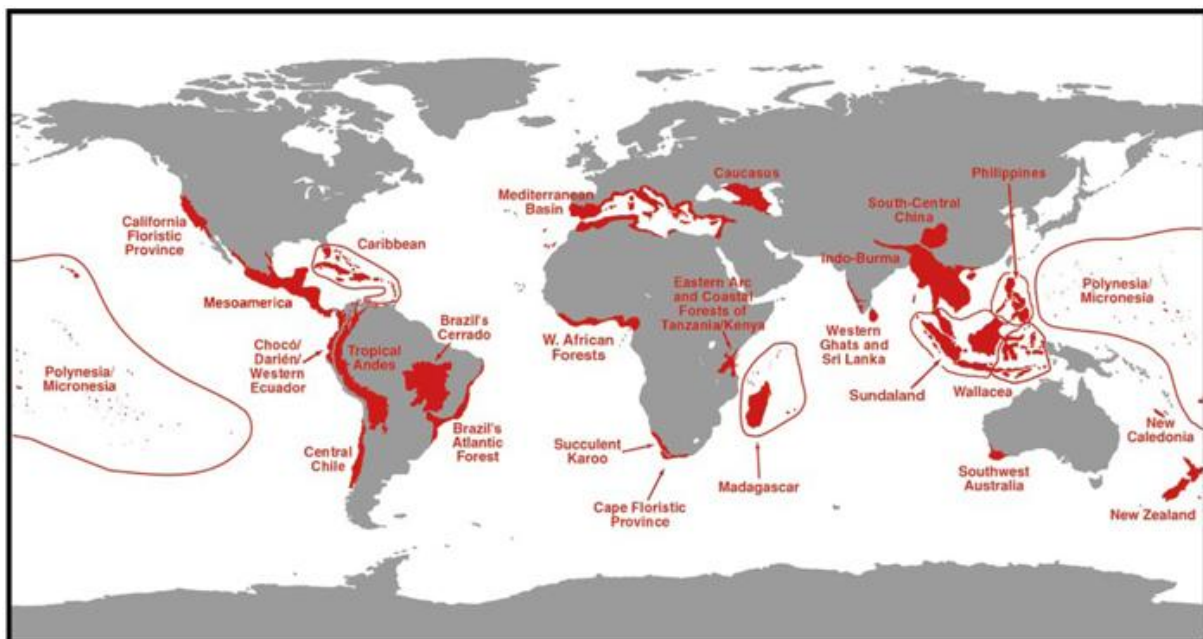 California
Floristic
Province
Polynesia/
Micronesia
Mesoamerica
Caribbean
Chocó/
Darién/
Western
Ecuador
Tropical
Andes
Brazil's
Cerrado
Brazil's
Atlantic
Forest
Central
Chile
Mediterranean
Basin
Caucasus
W. African
Forests
Eastern Arc
and Coastal
Forests of
Tanzania/Kenya
Succulent
Karoo
Cape Floristic
Province
Madagascar
South-Central
China
Indo-Burma
Western
Ghats and
Sri Lanka
Philippines
Sundaland
Wallacea
Polynesia/
Micronesia
New
Caledonia
Southwest
Australia
New Zealand